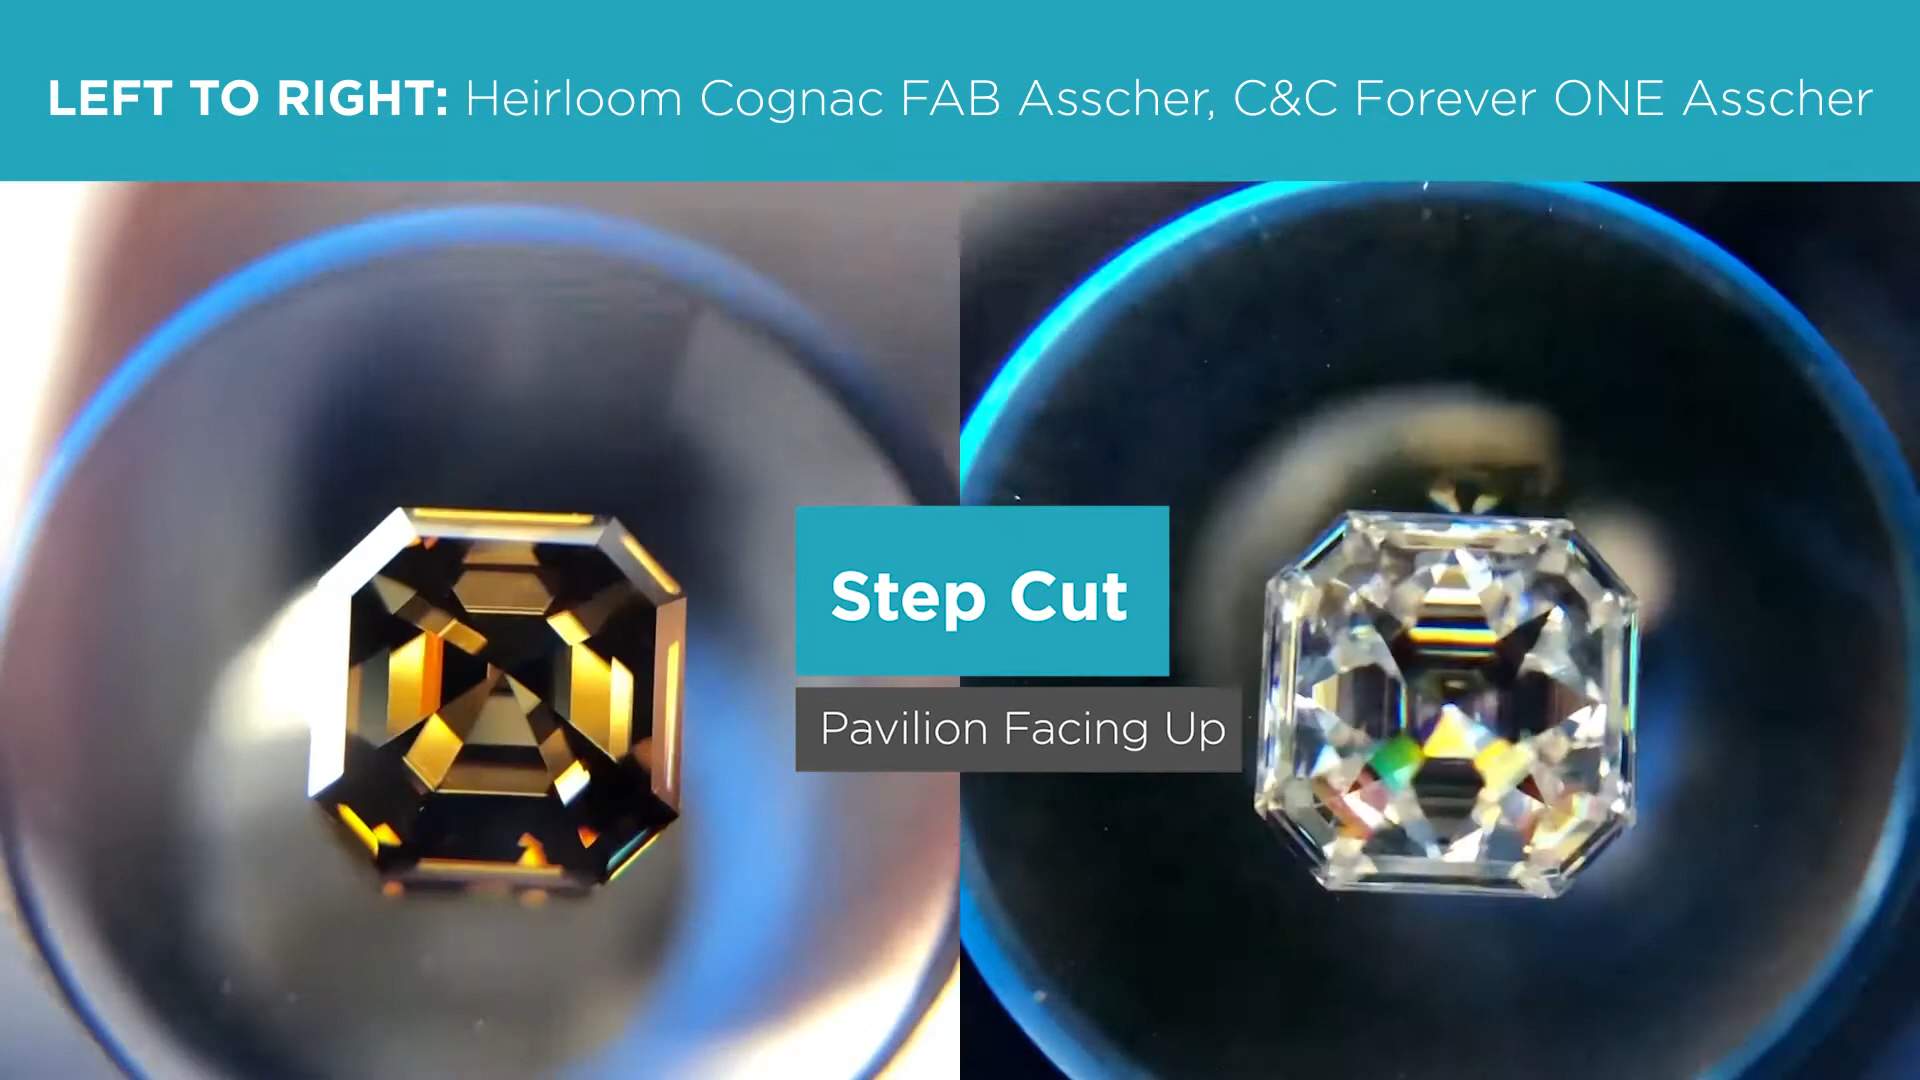 LEFT TO RIGHT: Heirloom Cognac FAB Asscher, C&C Forever ONE Asscher
Step Cut
Pavilion Facing Up